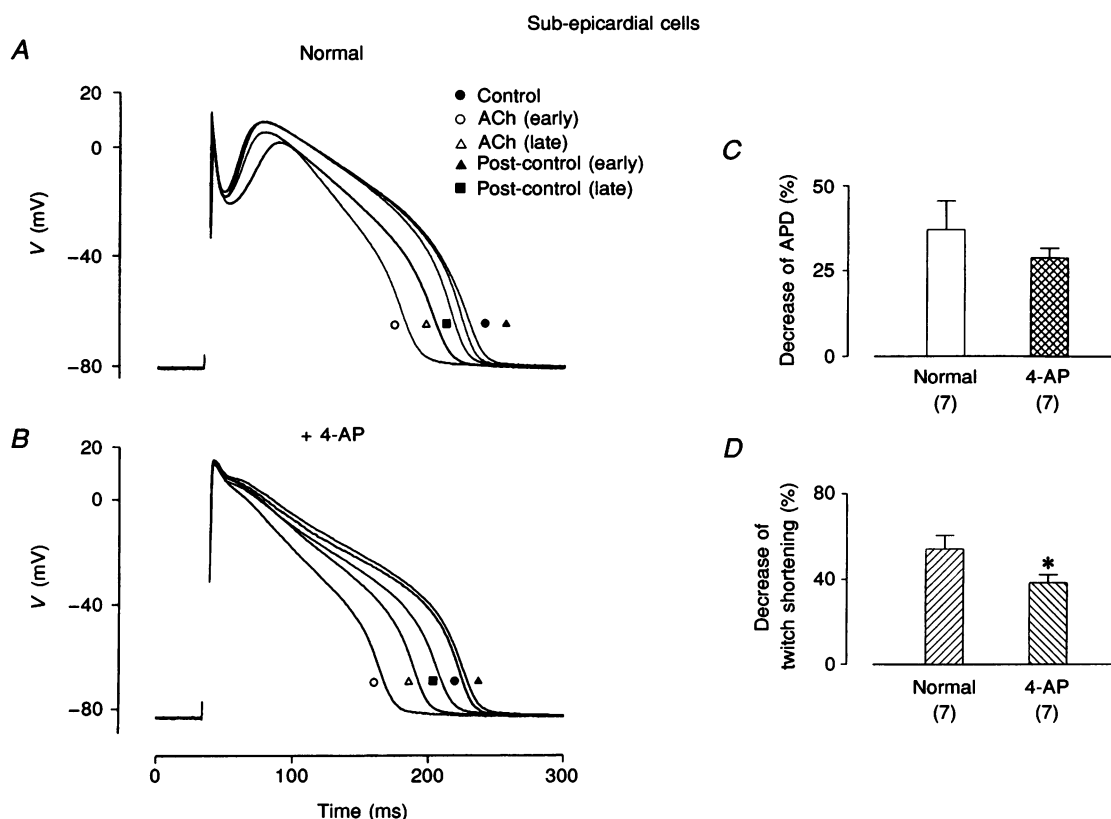 Sub-epicardial cells
A
Normal
20
0
−40
−80
V (mV)
Control
ACh (early)
ACh (late)
Post-control (early)
Post-control (late)
B
+ 4-AP
20
0
−40
−80
V (mV)
0
100
200
300
Time (ms)
C
50
25
0
Decrease of APD (%)
Normal
(7)
4-AP
(7)
D
80
40
0
Decrease of
twitch shortening (%)
*
Normal
(7)
4-AP
(7)